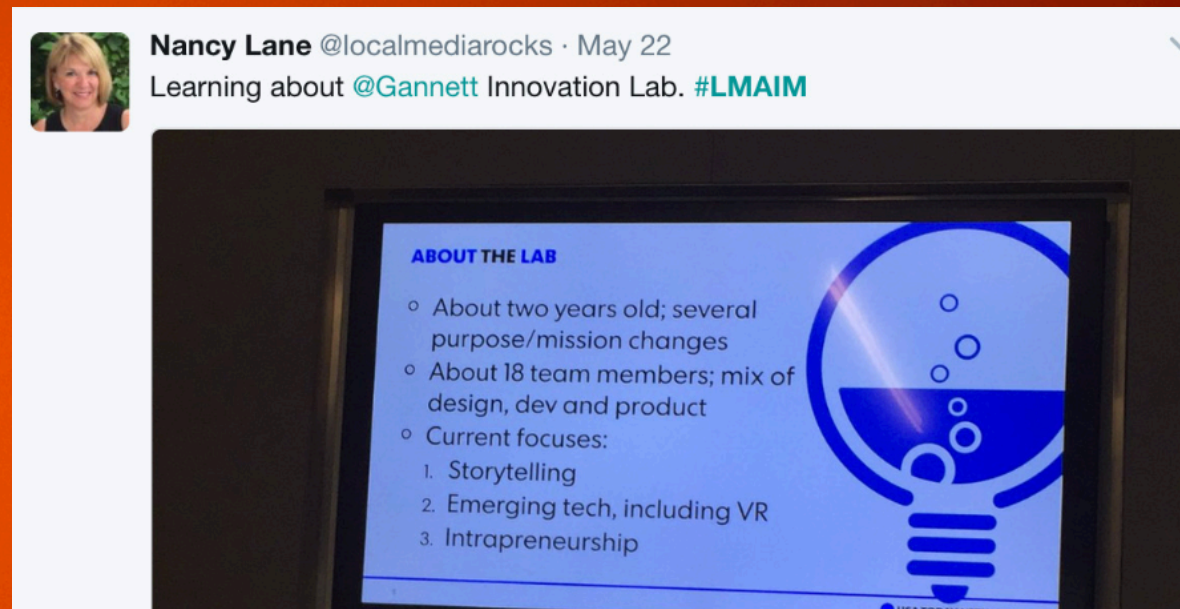 Nancy Lane @localmediarocks · May 22
Learning about @Gannett Innovation Lab. #LMAIM
ABOUT THE LAB
○ About two years old; several
purpose/mission changes
○ About 18 team members; mix of
design, dev and product
○ Current focuses:
1. Storytelling
2. Emerging tech, including VR
3. Intrapreneurship